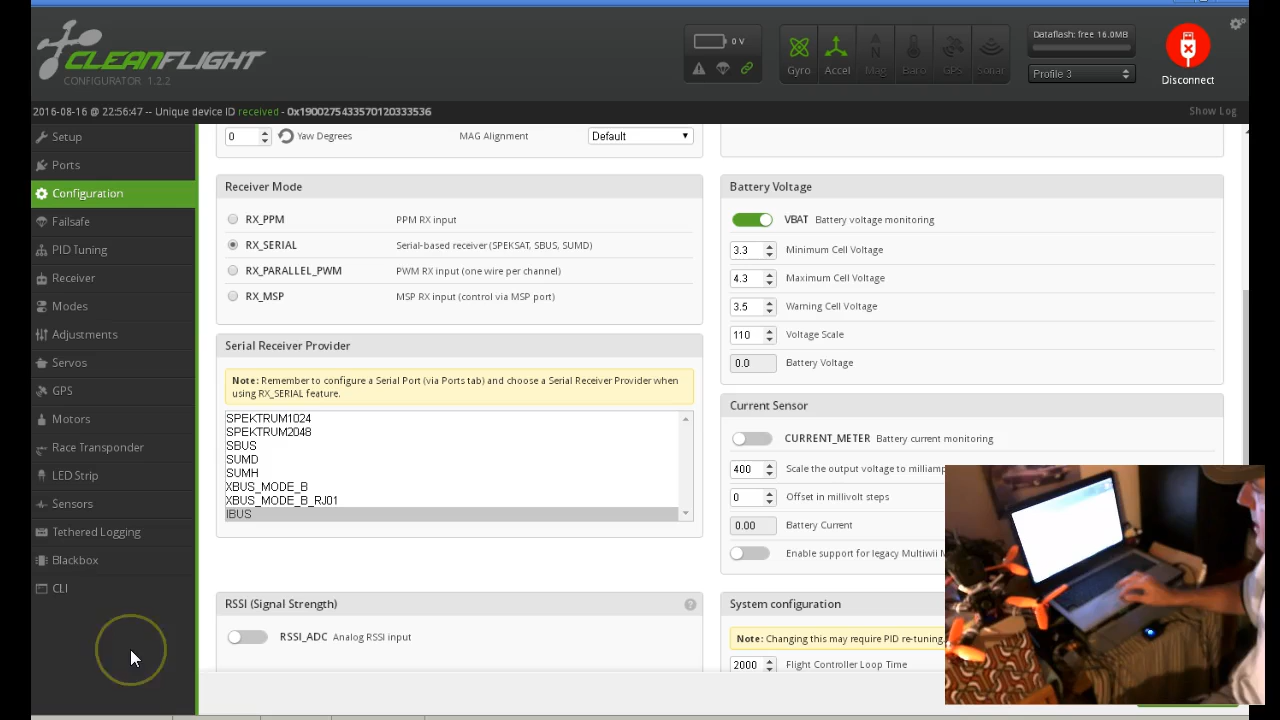 CLEANFLIGHT
CONFIGURATOR 1.2.2
0 V
Gyro
Accel
Mag
Baro
GPS
Sonar
Dataflash: free 16.0MB
Profile 3
Disconnect
2016-08-16 @ 22:56:47 -- Unique device ID received - 0x1900275433570120333536
Show Log
Setup
Ports
Configuration
Failsafe
PID Tuning
Receiver
Modes
Adjustments
Servos
GPS
Motors
Race Transponder
LED Strip
Sensors
Tethered Logging
Blackbox
CLI
0 Yaw Degrees MAG Alignment Default
Receiver Mode
RX_PPM PPM RX input
RX_SERIAL Serial-based receiver (SPEKSAT, SBUS, SUMD)
RX_PARALLEL_PWM PWM RX input (one wire per channel)
RX_MSP MSP RX input (control via MSP port)
Serial Receiver Provider
Note: Remember to configure a Serial Port (via Ports tab) and choose a Serial Receiver Provider when
using RX_SERIAL feature.
SPEKTRUM1024
SPEKTRUM2048
SBUS
SUMD
SUMH
XBUS_MODE_B
XBUS_MODE_B_RJ01
IBUS
RSSI (Signal Strength)
RSSI_ADC Analog RSSI input
Battery Voltage
VBAT Battery voltage monitoring
3.3 Minimum Cell Voltage
4.3 Maximum Cell Voltage
3.5 Warning Cell Voltage
110 Voltage Scale
0.0 Battery Voltage
Current Sensor
CURRENT_METER Battery current monitoring
400 Scale the output voltage to milliamp
0 Offset in millivolt steps
0.00 Battery Current
Enable support for legacy Multiwii M
System configuration
Note: Changing this may require PID re-tuning.
2000 Flight Controller Loop Time